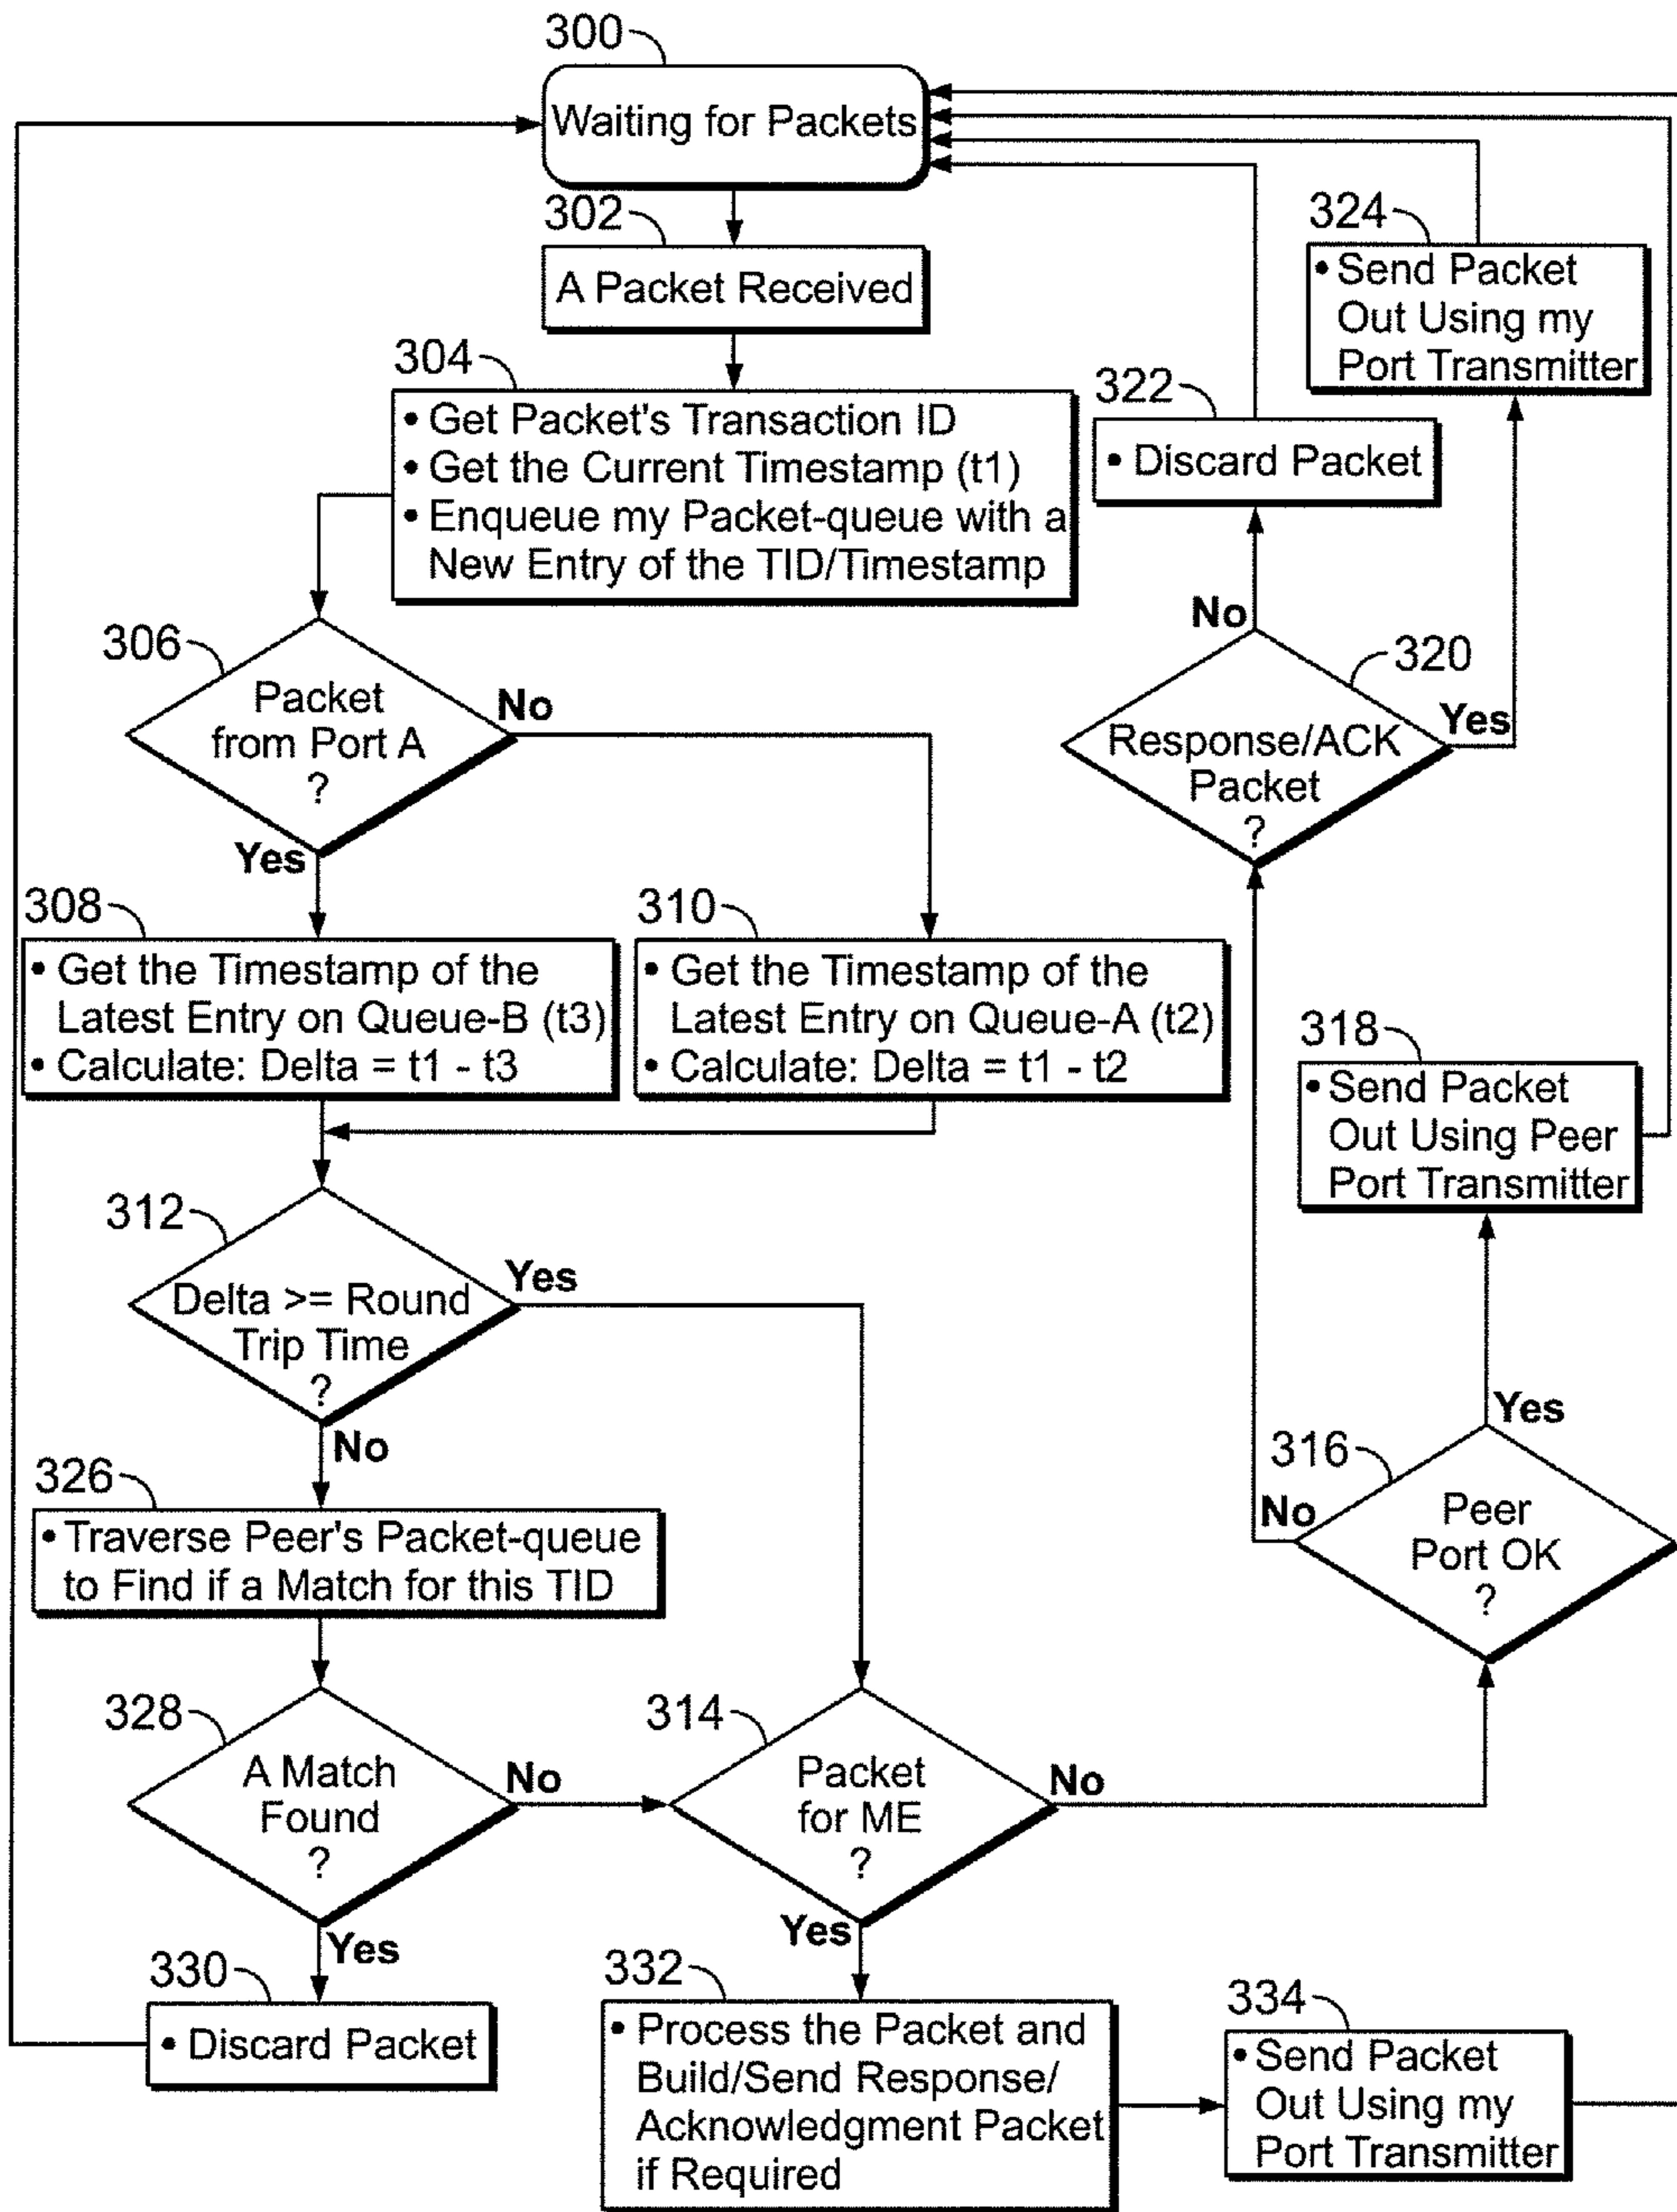 300
Waiting for Packets
302
A Packet Received
304
• Get Packet's Transaction ID
• Get the Current Timestamp (t1)
• Enqueue my Packet-queue with a
New Entry of the TID/Timestamp
306
Packet
from Port A
?
No
Yes
308
• Get the Timestamp of the
Latest Entry on Queue-B (t3)
• Calculate: Delta = t1 - t3
310
• Get the Timestamp of the
Latest Entry on Queue-A (t2)
• Calculate: Delta = t1 - t2
312
Delta >= Round
Trip Time
?
Yes
No
326
• Traverse Peer's Packet-queue
to Find if a Match for this TID
328
A Match
Found
?
No
Yes
330
• Discard Packet
314
Packet
for ME
?
No
Yes
332
• Process the Packet and
Build/Send Response/
Acknowledgment Packet
if Required
334
• Send Packet
Out Using my
Port Transmitter
316
Peer
Port OK
?
No
Yes
318
• Send Packet
Out Using Peer
Port Transmitter
320
Response/ACK
Packet
?
No
Yes
322
• Discard Packet
324
• Send Packet
Out Using my
Port Transmitter